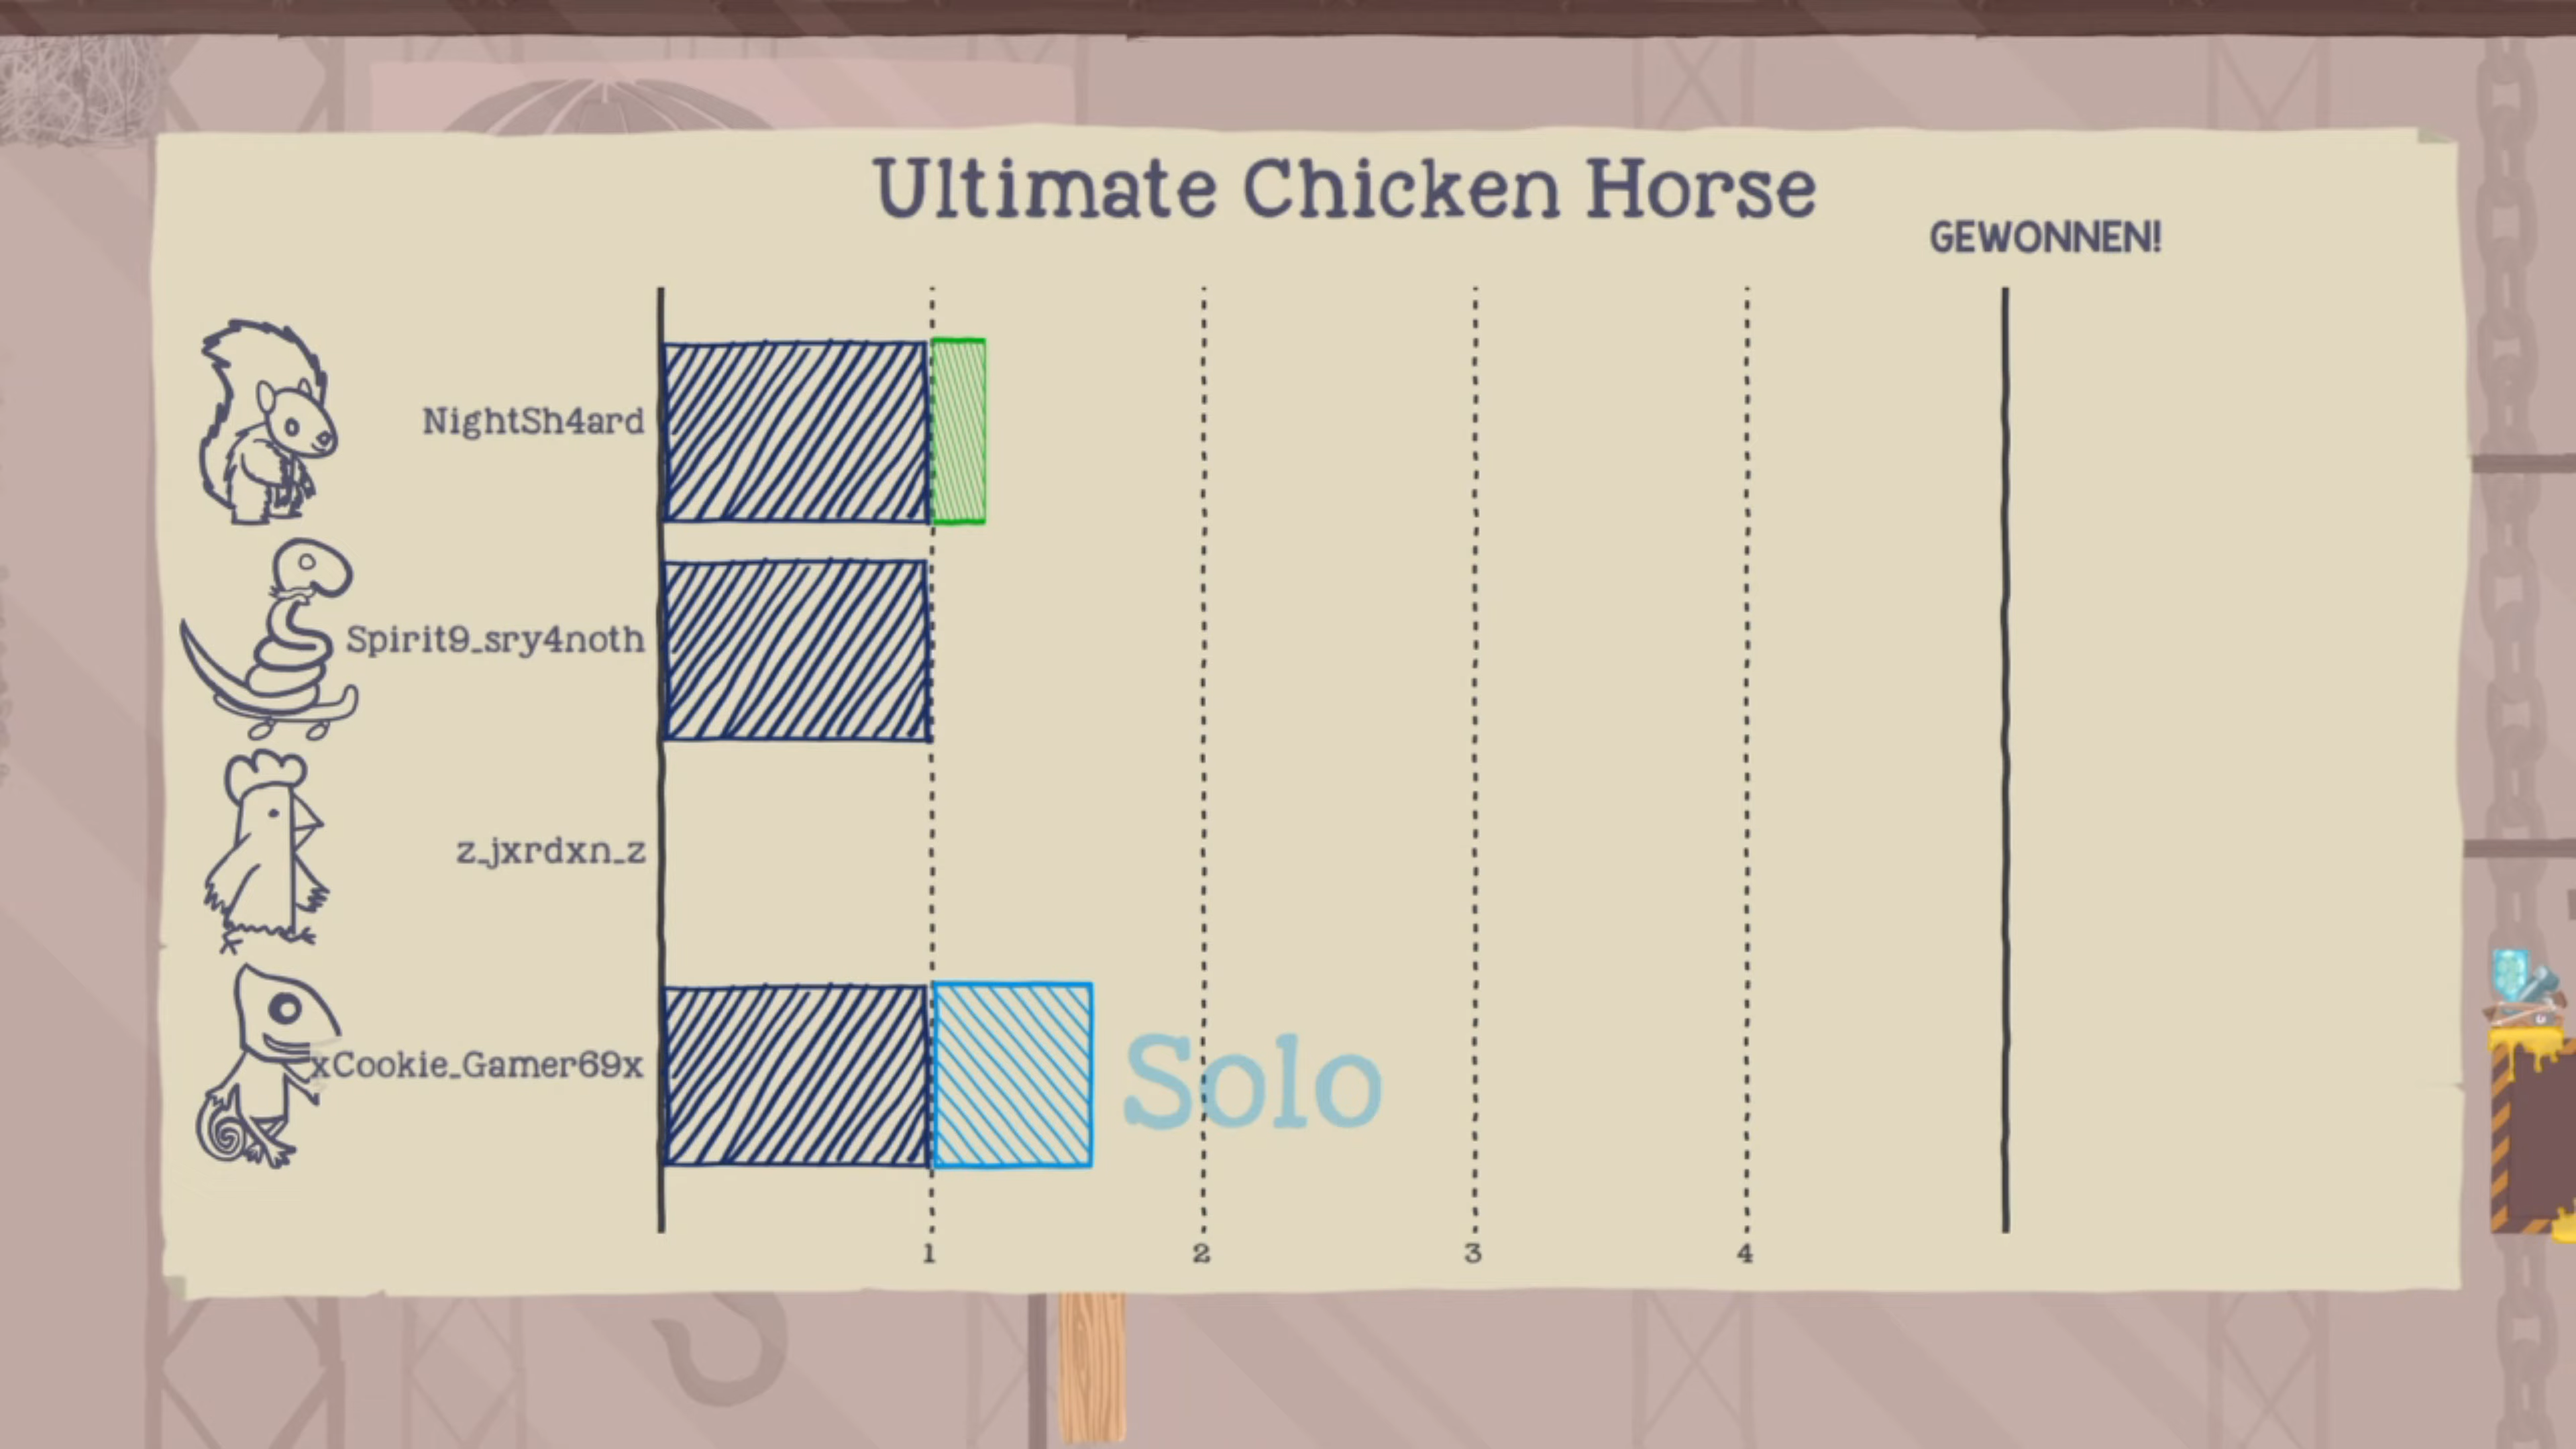 Ultimate Chicken Horse
GEWONNEN!
NightSh4ard
Spirit9_sry4noth
z_jxrdxn_z
xCookie_Gamer69x
Solo
1 2 3 4